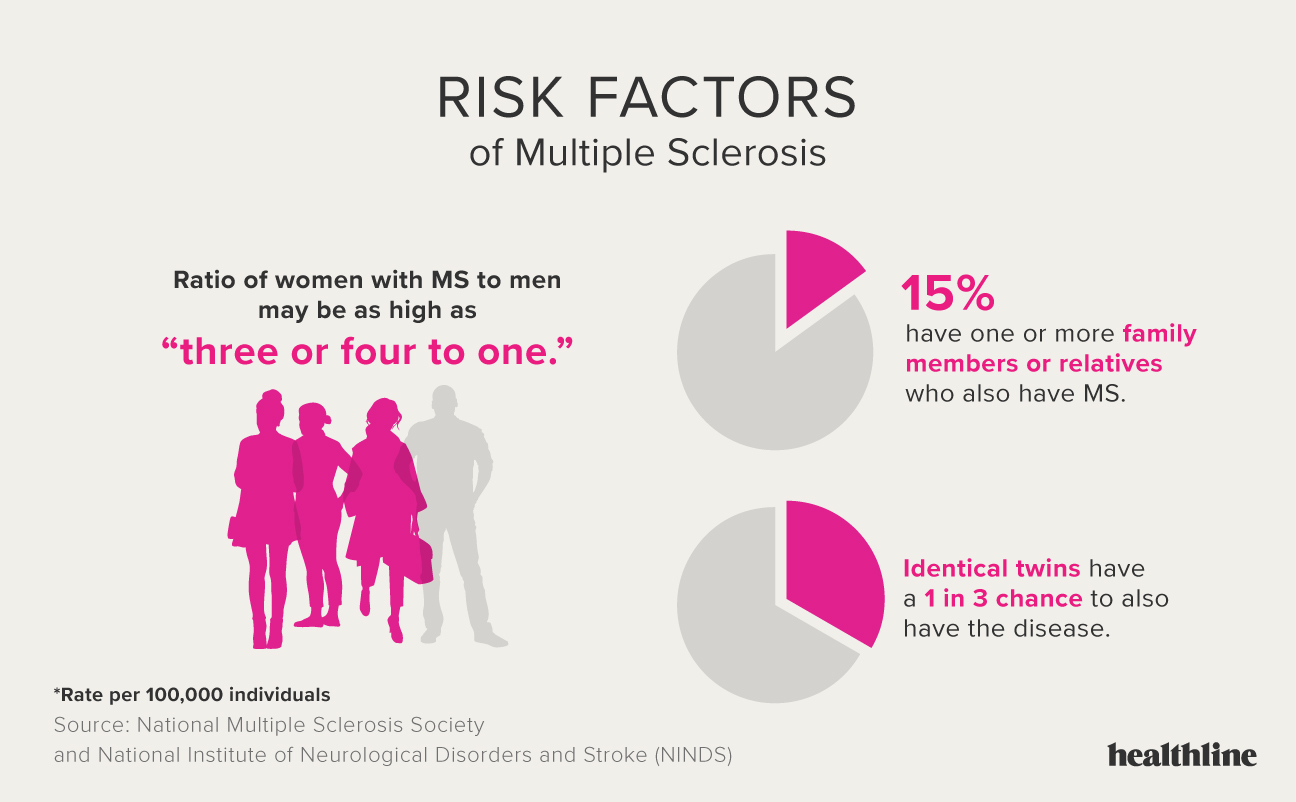 RISK FACTORS
of Multiple Sclerosis
Ratio of women with MS to men
may be as high as
“three or four to one.”
15%
have one or more family
members or relatives
who also have MS.
Identical twins have
a 1 in 3 chance to also
have the disease.
*Rate per 100,000 individuals
Source: National Multiple Sclerosis Society
and National Institute of Neurological Disorders and Stroke (NINDS)
healthline